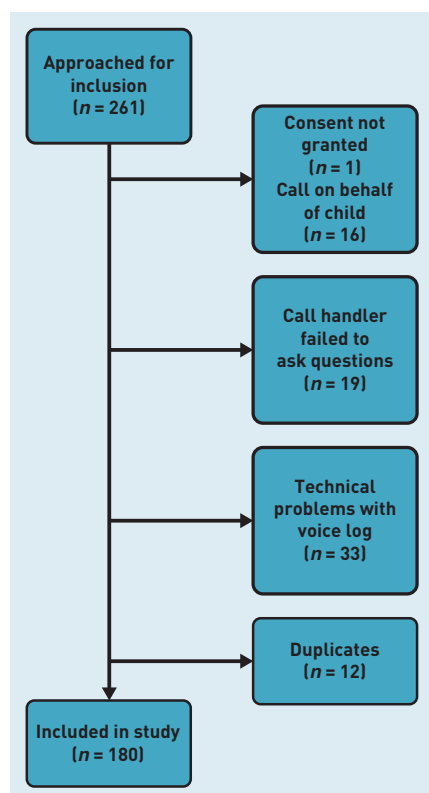 Approached for
inclusion
(n = 261)
Consent not
granted
(n = 1)
Call on behalf
of child
(n = 16)
Call handler
failed to
ask questions
(n = 19)
Technical
problems with
voice log
(n = 33)
Duplicates
(n = 12)
Included in study
(n = 180)